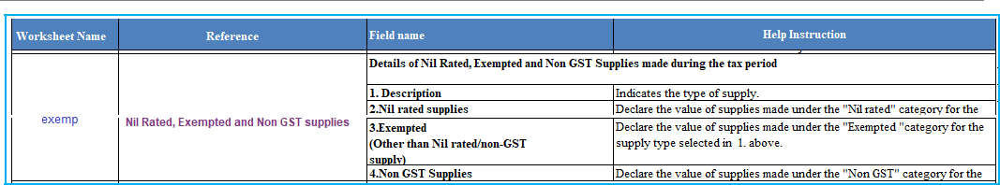 Worksheet Name Reference Field name Help Instruction
Details of Nil Rated, Exempted and Non GST Supplies made during the tax period
1. Description Indicates the type of supply.
2.Nil rated supplies Declare the value of supplies made under the "Nil rated" category for the
exemp Nil Rated, Exempted and Non GST supplies
3.Exempted Declare the value of supplies made under the "Exempted "category for the
(Other than Nil rated/non-GST supply type selected in 1. above.
supply)
4.Non GST Supplies Declare the value of supplies made under the "Non GST" category for the